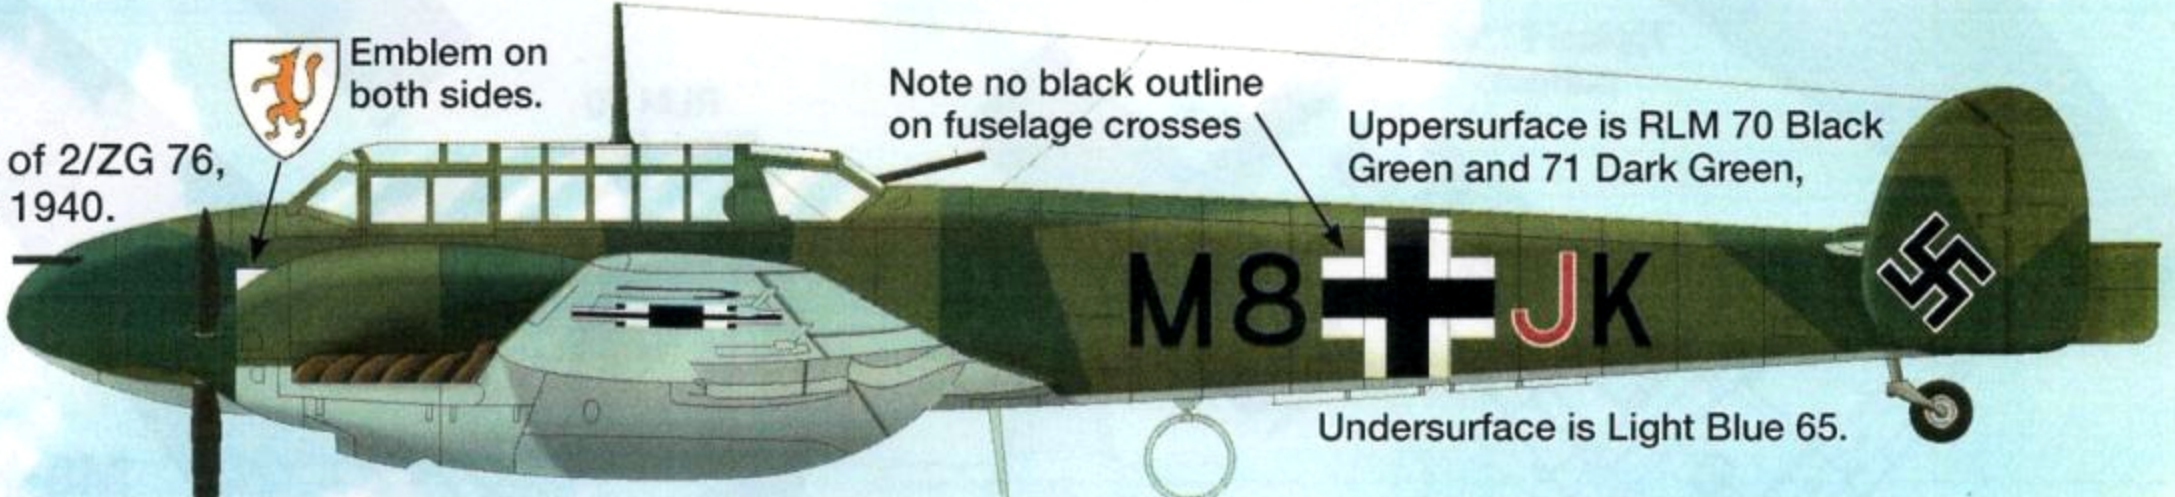 Emblem on
both sides.
of 2/ZG 76,
1940.
Note no black outline
on fuselage crosses
Uppersurface is RLM 70 Black
Green and 71 Dark Green,
M8 JK
Undersurface is Light Blue 65.